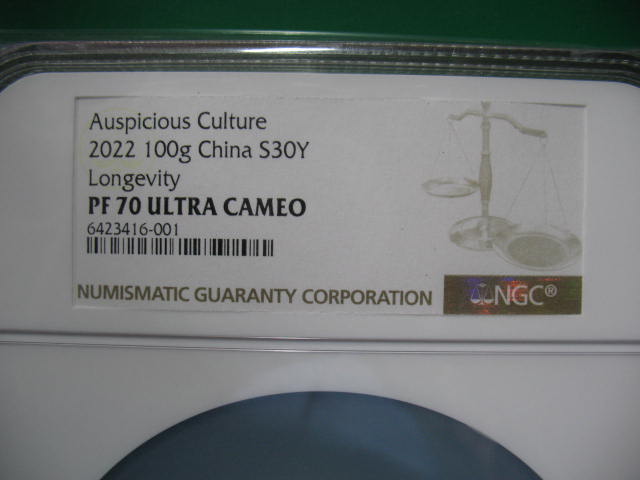 Auspicious Culture
2022 100g China S30Y
Longevity
PF 70 ULTRA CAMEO
6423416-001
NUMISMATIC GUARANTY CORPORATION NGC®